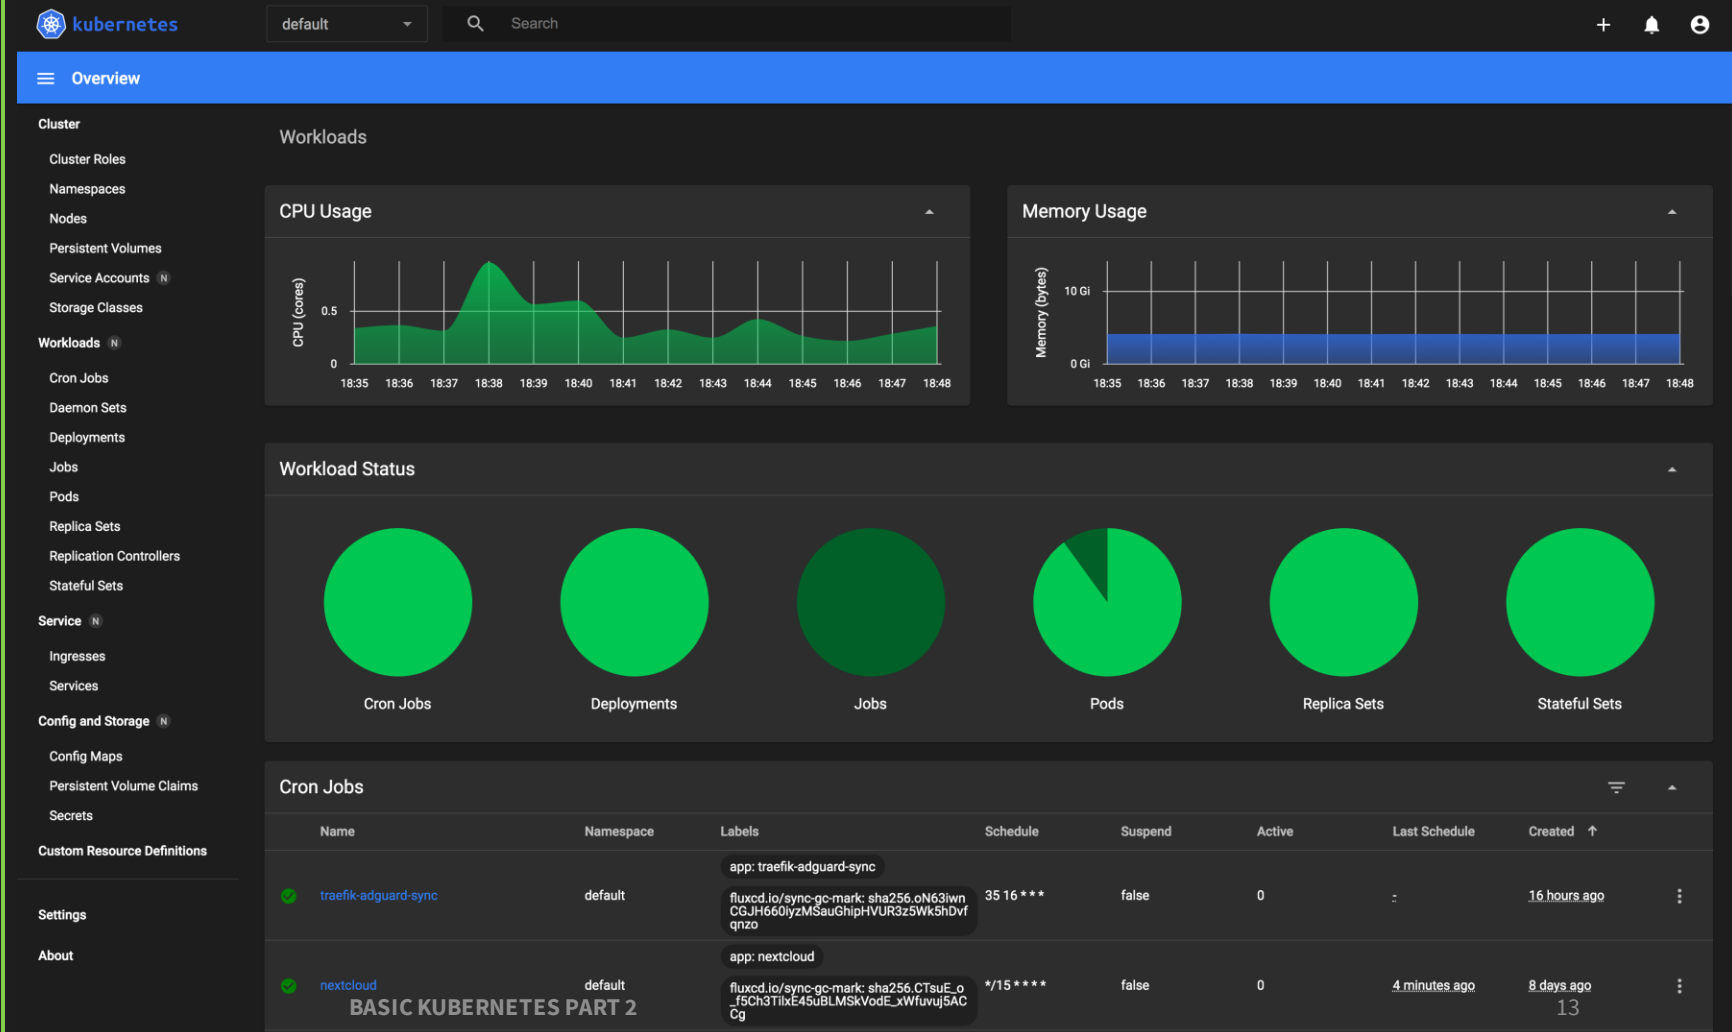 kubernetes
default
Search
Overview
Cluster
Cluster Roles
Namespaces
Nodes
Persistent Volumes
Service Accounts N
Storage Classes
Workloads N
Cron Jobs
Daemon Sets
Deployments
Jobs
Pods
Replica Sets
Replication Controllers
Stateful Sets
Service N
Ingresses
Services
Config and Storage N
Config Maps
Persistent Volume Claims
Secrets
Custom Resource Definitions
Settings
About
Workloads
CPU Usage
CPU (cores)
0.5
0
18:35 18:36 18:37 18:38 18:39 18:40 18:41 18:42 18:43 18:44 18:45 18:46 18:47 18:48
Memory Usage
Memory (bytes)
10 Gi
0 Gi
18:35 18:36 18:37 18:38 18:39 18:40 18:41 18:42 18:43 18:44 18:45 18:46 18:47 18:48
Workload Status
Cron Jobs Deployments Jobs Pods Replica Sets Stateful Sets
Cron Jobs
Name Namespace Labels Schedule Suspend Active Last Schedule Created
app: traefik-adguard-sync
traefik-adguard-sync default 35 16 * * * false 0 - 16 hours ago
fluxcd.io/sync-gc-mark: sha256.oN63iwn
CGJH660iyzMSauGhipHVUR3z5Wk5hDvf
qnzo
app: nextcloud
nextcloud default */15 * * * * false 0 4 minutes ago 8 days ago
fluxcd.io/sync-gc-mark: sha256.CTsuE_o
_f5Ch3TilxE45uBLMSkVodE_xWfuvuj5AC
Cg
BASIC KUBERNETES PART 2
13